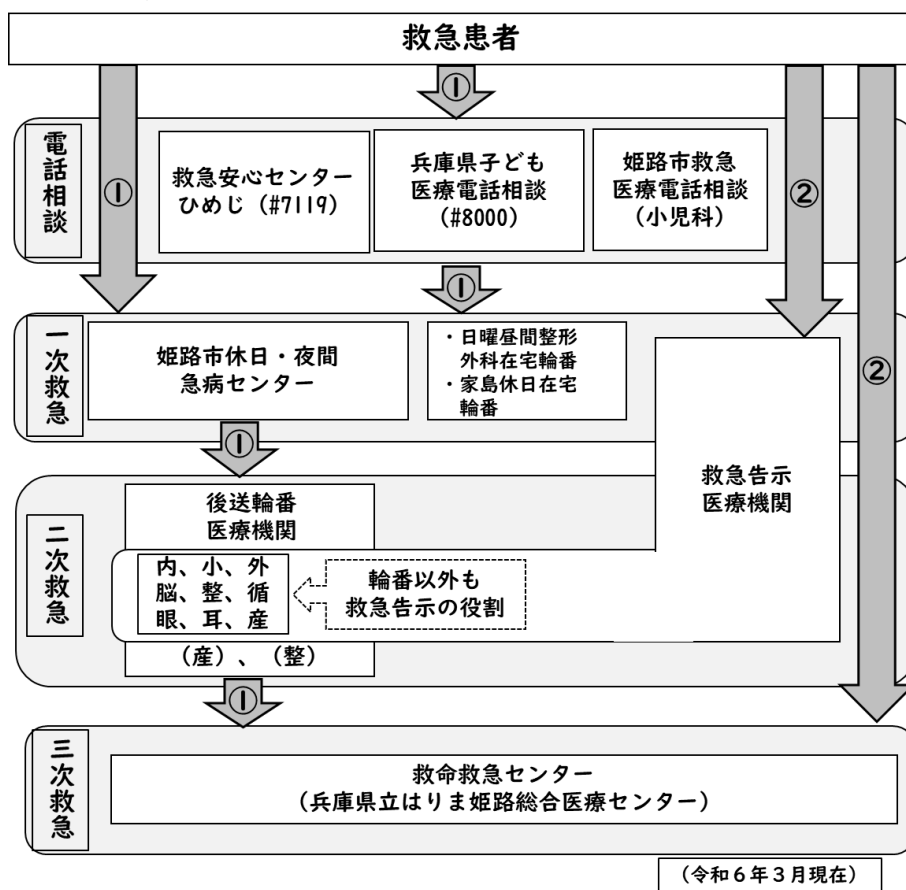 救急患者
①
①
②
②
電話相談
救急安心センター
ひめじ（#7119）
兵庫県子ども
医療電話相談
（#8000）
姫路市救急
医療電話相談
（小児科）
①
一次救急
姫路市休日・夜間
急病センター
・日曜昼間整形
外科在宅輪番
・家島休日在宅
輪番
①
救急告示
医療機関
二次救急
後送輪番
医療機関
内、小、外
脳、整、循
眼、耳、産
輪番以外も
救急告示の役割
（産）、（整）
①
三次救急
救命救急センター
（兵庫県立はりま姫路総合医療センター）
（令和６年３月現在）